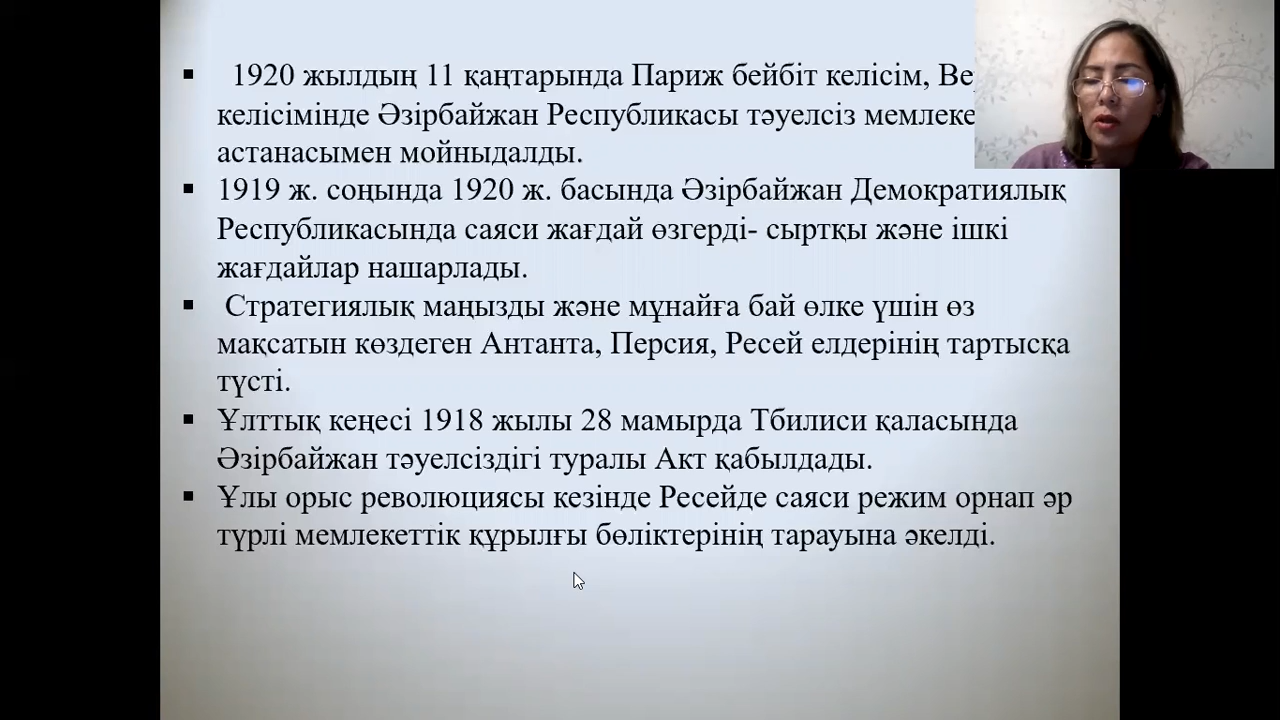 1920 жылдың 11 қаңтарында Париж бейбіт келісім,
келісімінде Әзірбайжан Республикасы тәуелсіз
астанасымен мойныдалды.
1919 ж. соңында 1920 ж. басында Әзірбайжан Демократиялық
Республикасында саяси жағдай өзгерді- сыртқы және ішкі
жағдайлар нашарлады.
Стратегиялық маңызды және мұнайға бай өлке үшін өз
мақсатын көздеген Антанта, Персия, Ресей елдерінің тартысқа
түсті.
Ұлттық кеңесі 1918 жылы 28 мамырда Тбилиси қаласында
Әзірбайжан тәуелсіздігі туралы Акт қабылдады.
Ұлы орыс революциясы кезінде Ресейде саяси режим орнап әр
түрлі мемлекеттік құрылғы бөліктерінің тарауына әкелді.